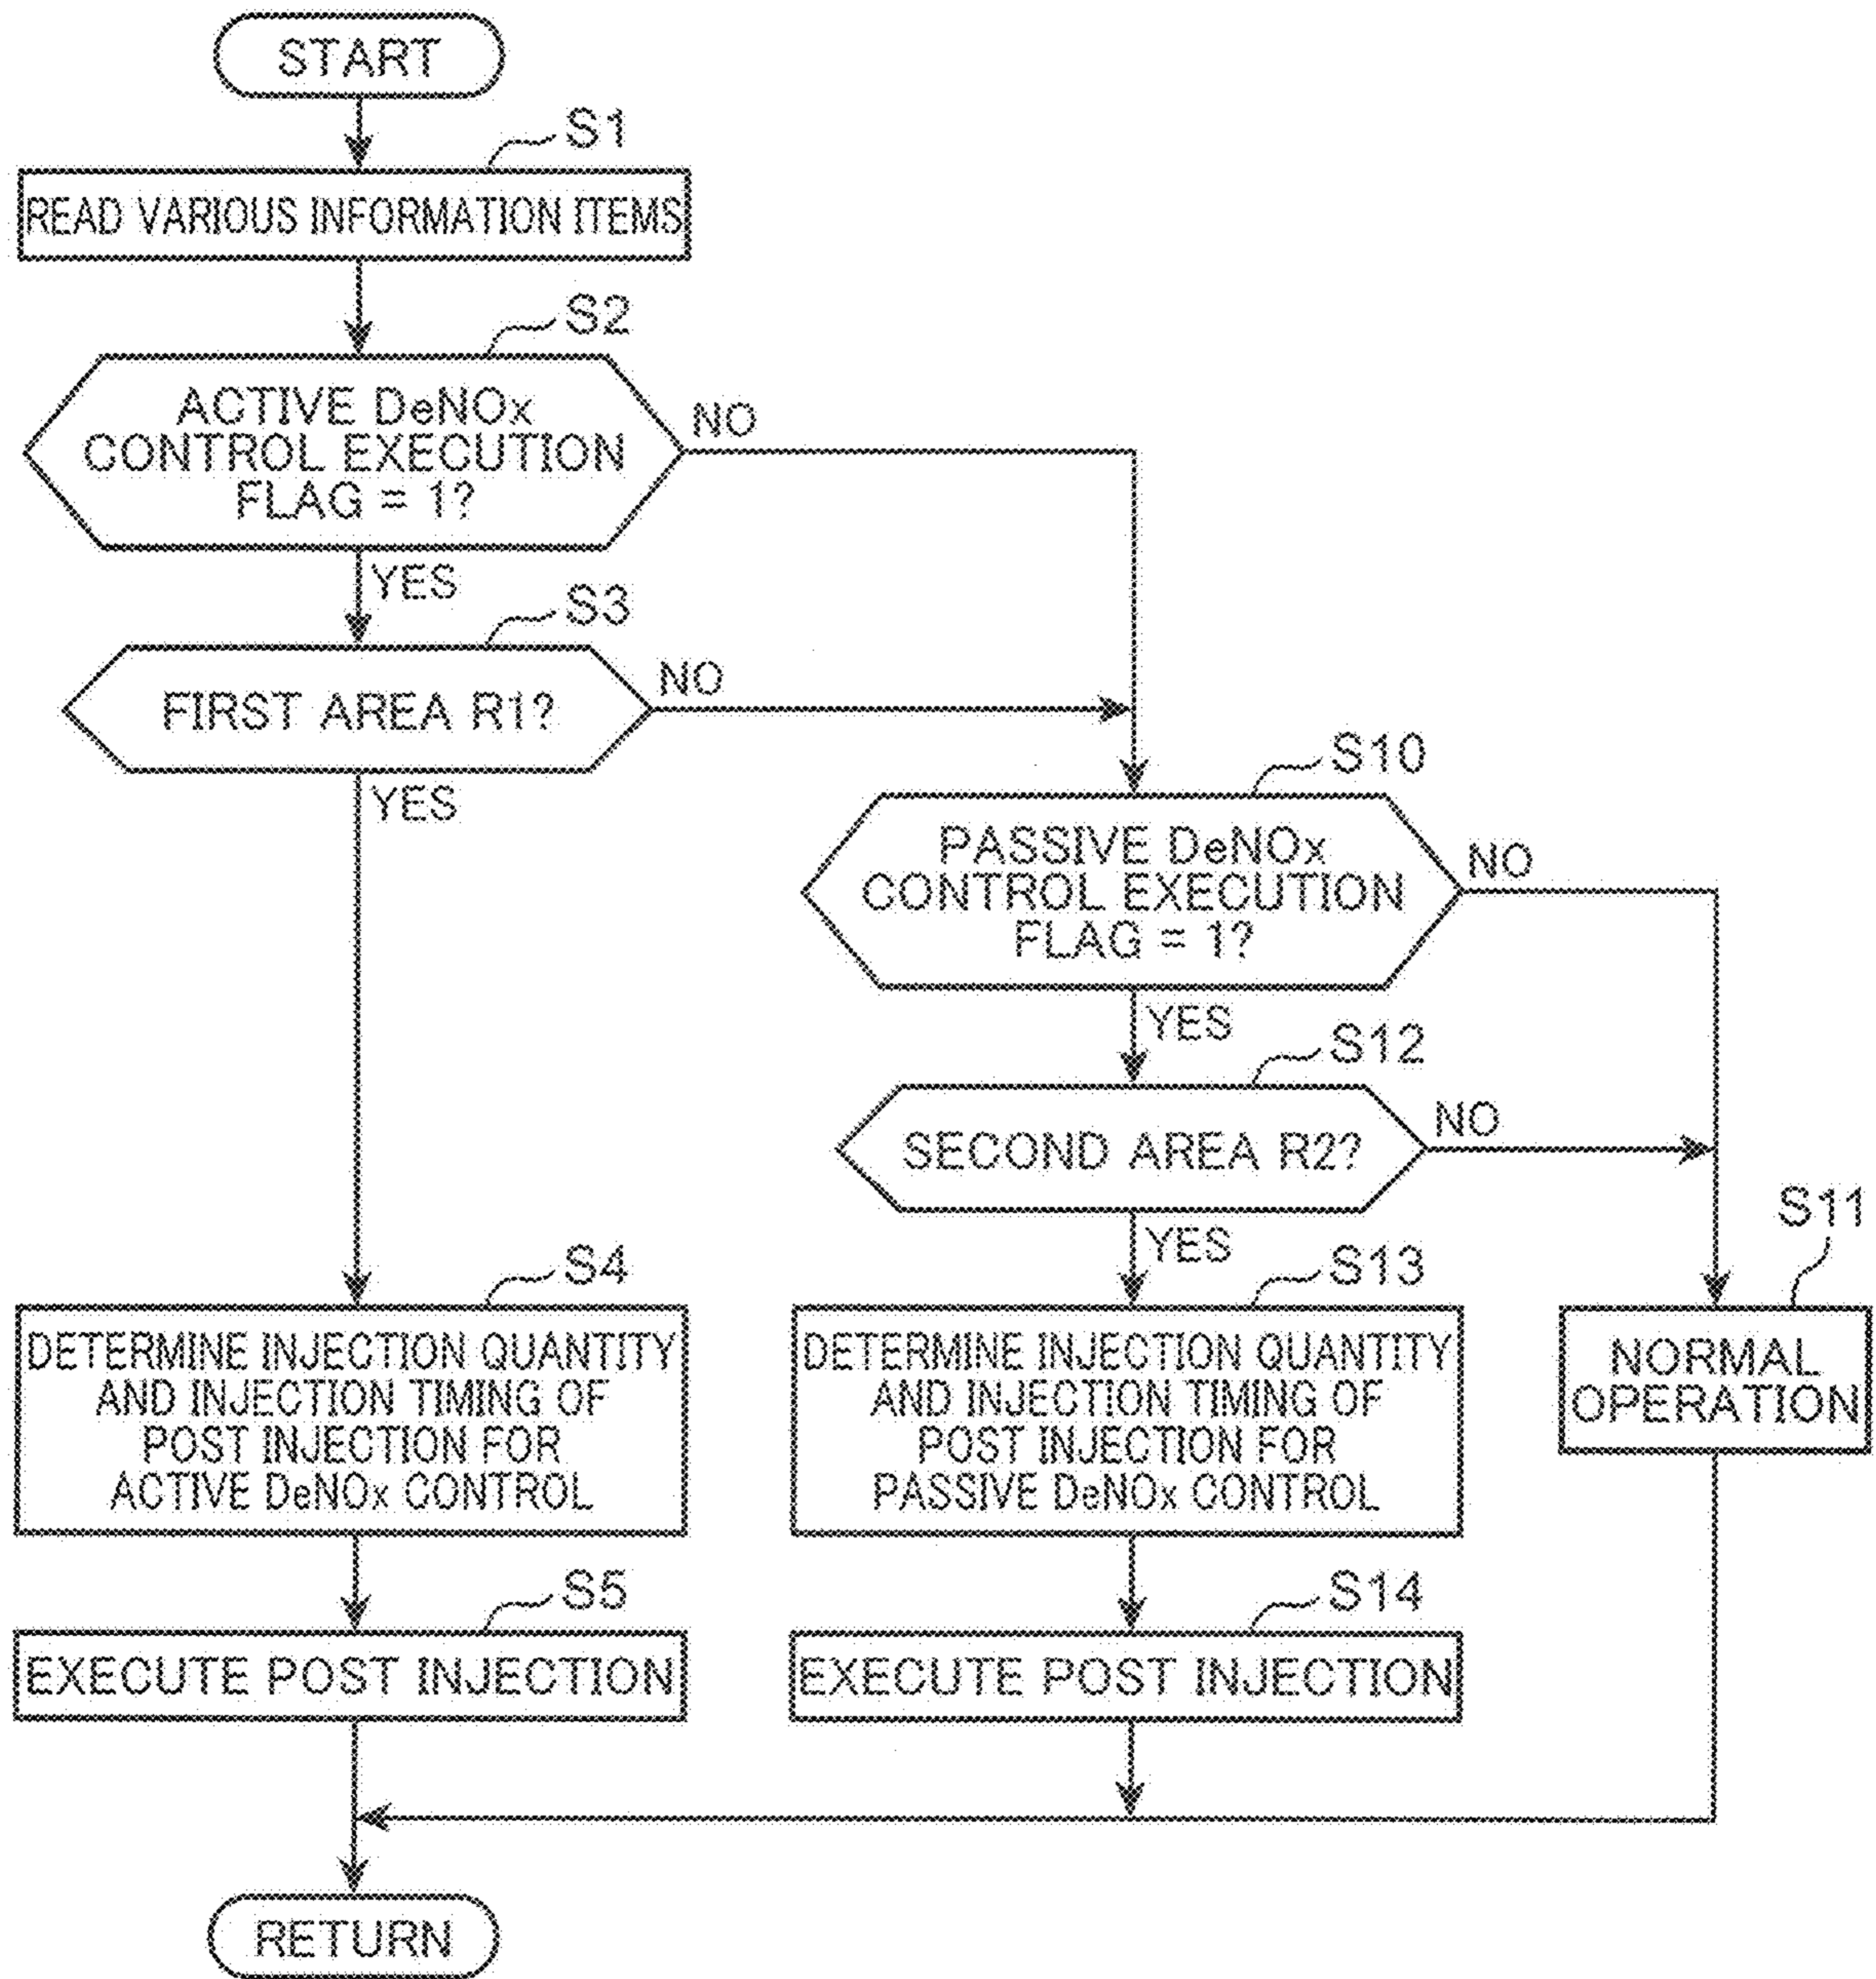 START
S1
READ VARIOUS INFORMATION ITEMS
S2
ACTIVE DeNOx
CONTROL EXECUTION
FLAG = 1?
NO
YES
S3
FIRST AREA R1?
NO
YES
S10
PASSIVE DeNOx
CONTROL EXECUTION
FLAG = 1?
NO
YES
S12
SECOND AREA R2?
NO
YES
S11
NORMAL
OPERATION
S4
DETERMINE INJECTION QUANTITY
AND INJECTION TIMING OF
POST INJECTION FOR
ACTIVE DeNOx CONTROL
S13
DETERMINE INJECTION QUANTITY
AND INJECTION TIMING OF
POST INJECTION FOR
PASSIVE DeNOx CONTROL
S5
EXECUTE POST INJECTION
S14
EXECUTE POST INJECTION
RETURN